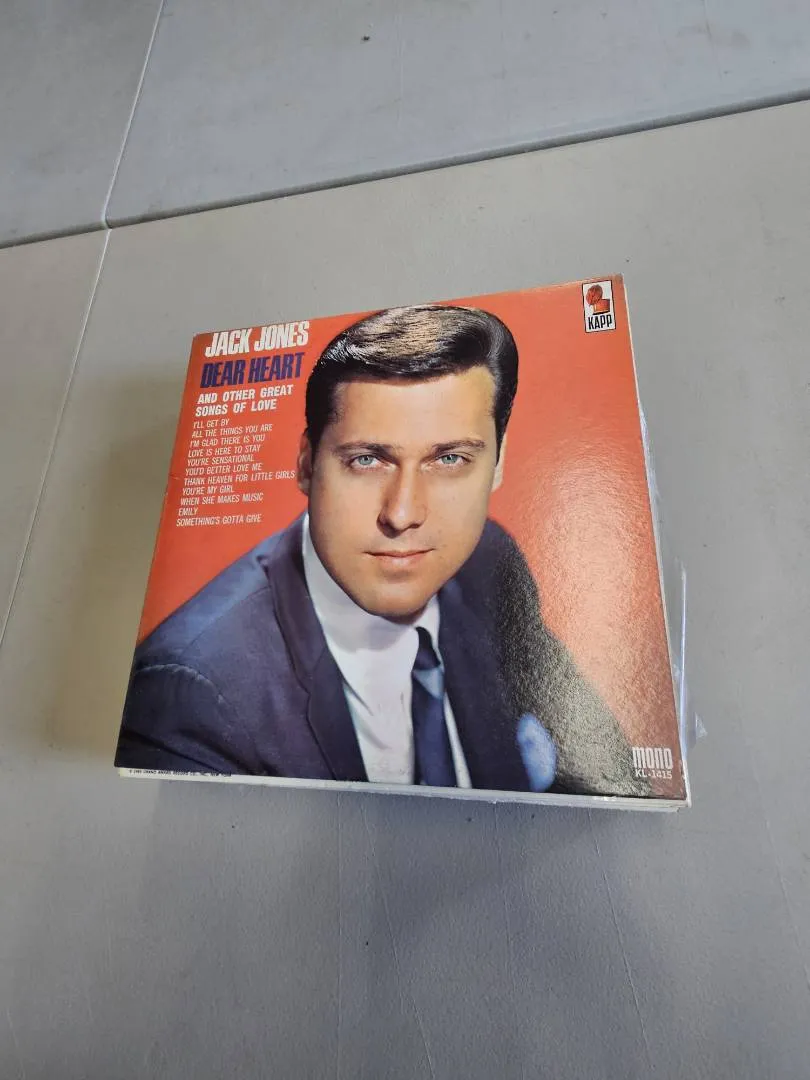 JACK JONES
DEAR HEART
AND OTHER GREAT
SONGS OF LOVE
I'LL GET BY
ALL THE THINGS YOU ARE
I'M GLAD THERE IS YOU
LOVE IS HERE TO STAY
YOU'RE SENSATIONAL
YOU'D BETTER LOVE ME
THANK HEAVEN FOR LITTLE GIRLS
YOU'RE MY GIRL
WHEN SHE MAKES MUSIC
EMILY
SOMETHING'S GOTTA GIVE
KAPP
mono
KL-1415